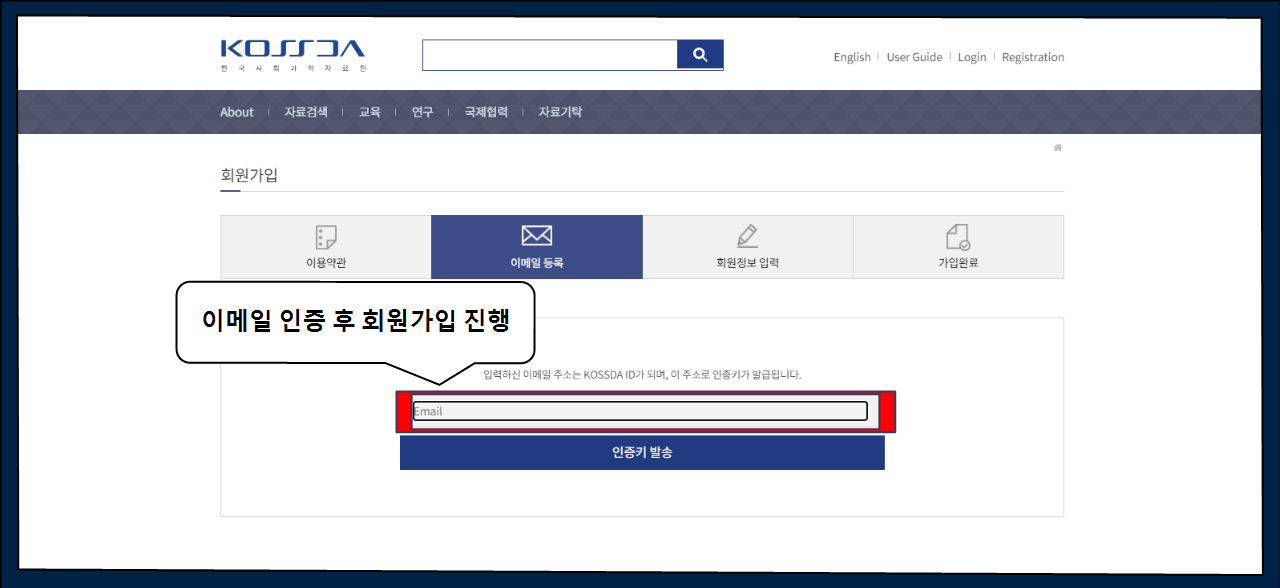 KOSSDA
한국사회과학자료원
English
User Guide
Login
Registration
About
자료검색
교육
연구
국제협력
자료기탁
회원가입
이용약관
이메일 등록
회원정보 입력
가입완료
이메일 인증 후 회원가입 진행
입력하신 이메일 주소는 KOSSDA ID가 되며, 이 주소로 인증키가 발급됩니다.
Email
인증키 발송